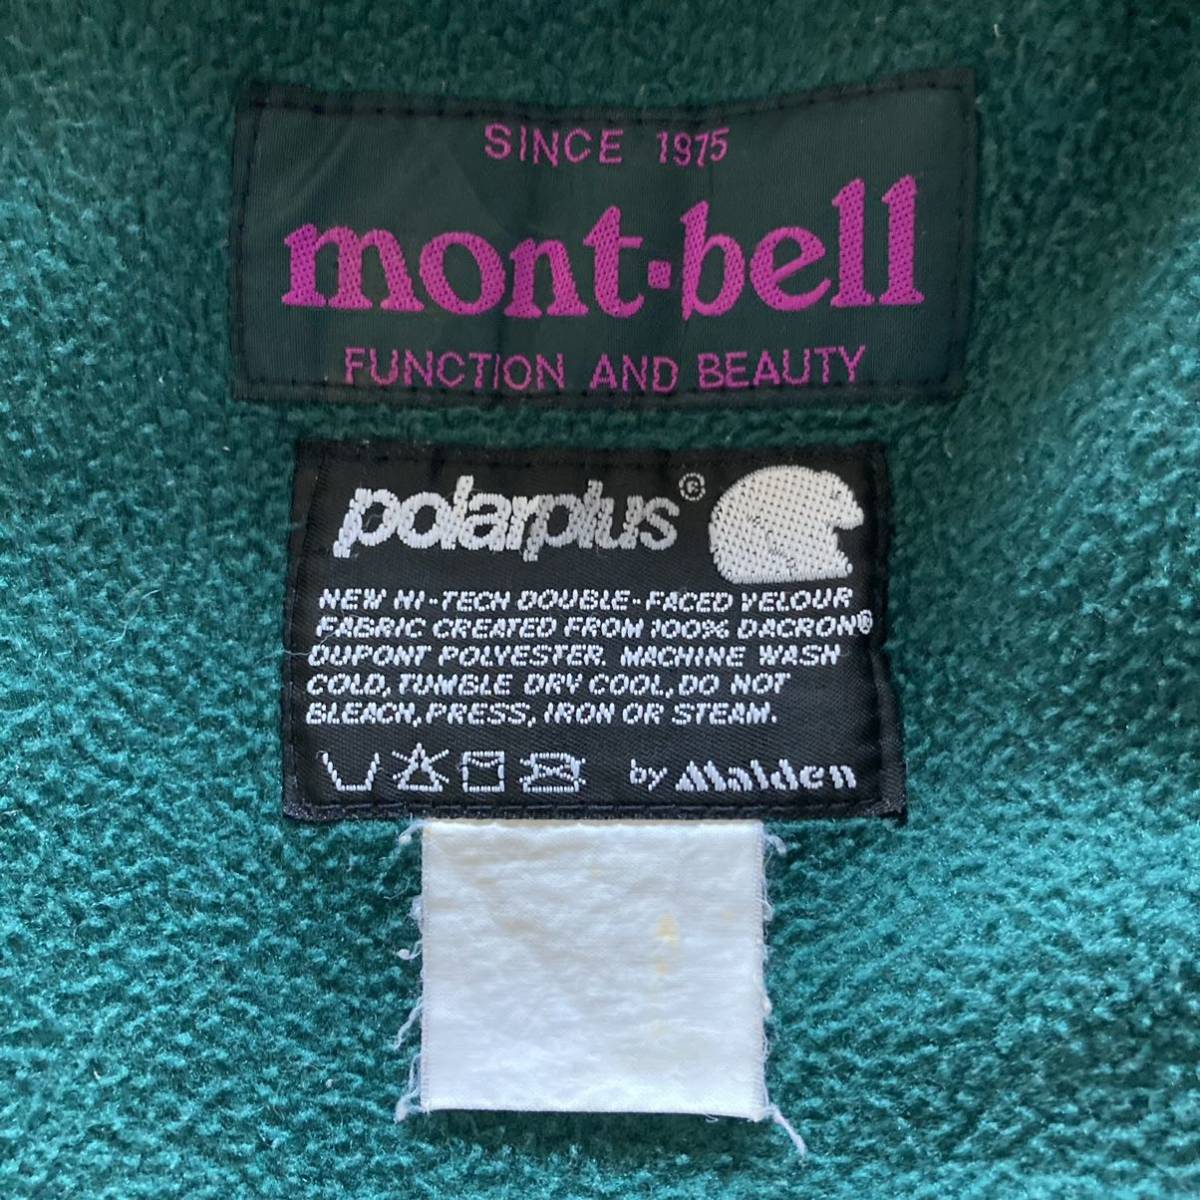 SINCE 1975
mont·bell
FUNCTION AND BEAUTY
polarplus®
NEW HI-TECH DOUBLE-FACED VELOUR
FABRIC CREATED FROM 100% DACRON®
DUPONT POLYESTER. MACHINE WASH
COLD, TUMBLE DRY COOL, DO NOT
BLEACH, PRESS, IRON OR STEAM.
by Malden